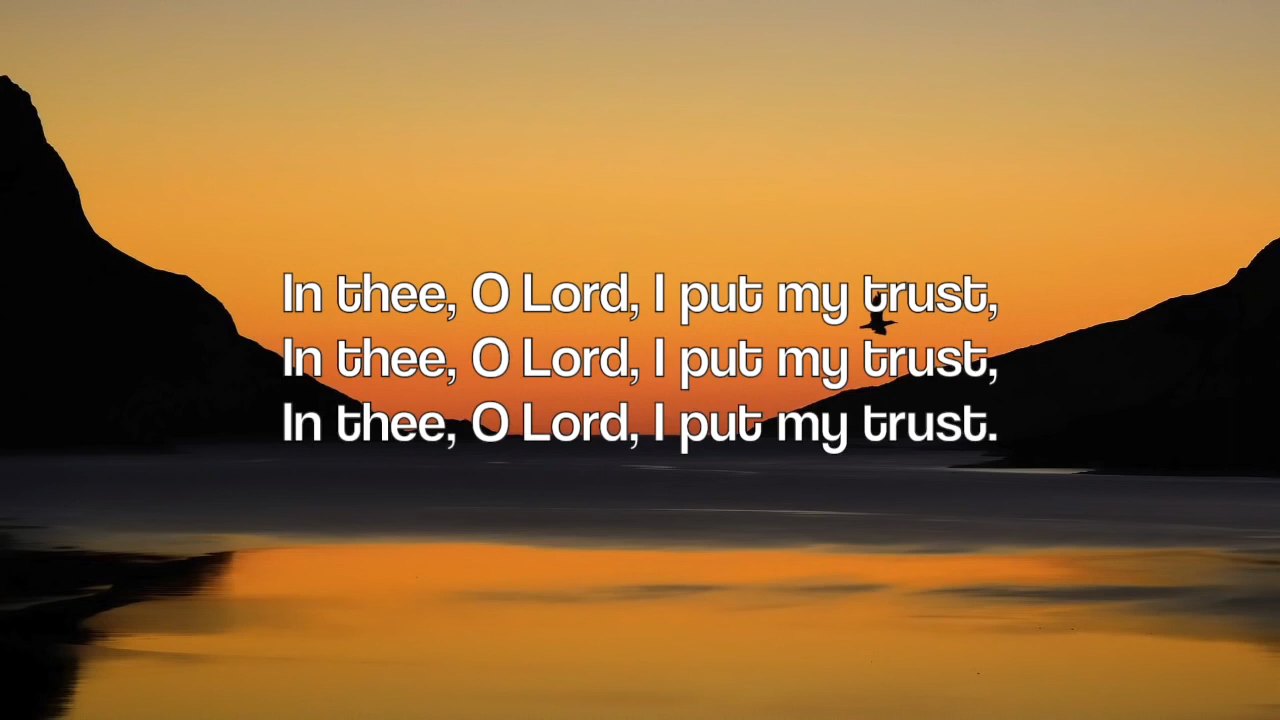 In thee, O Lord, I put my trust,
In thee, O Lord, I put my trust,
In thee, O Lord, I put my trust.